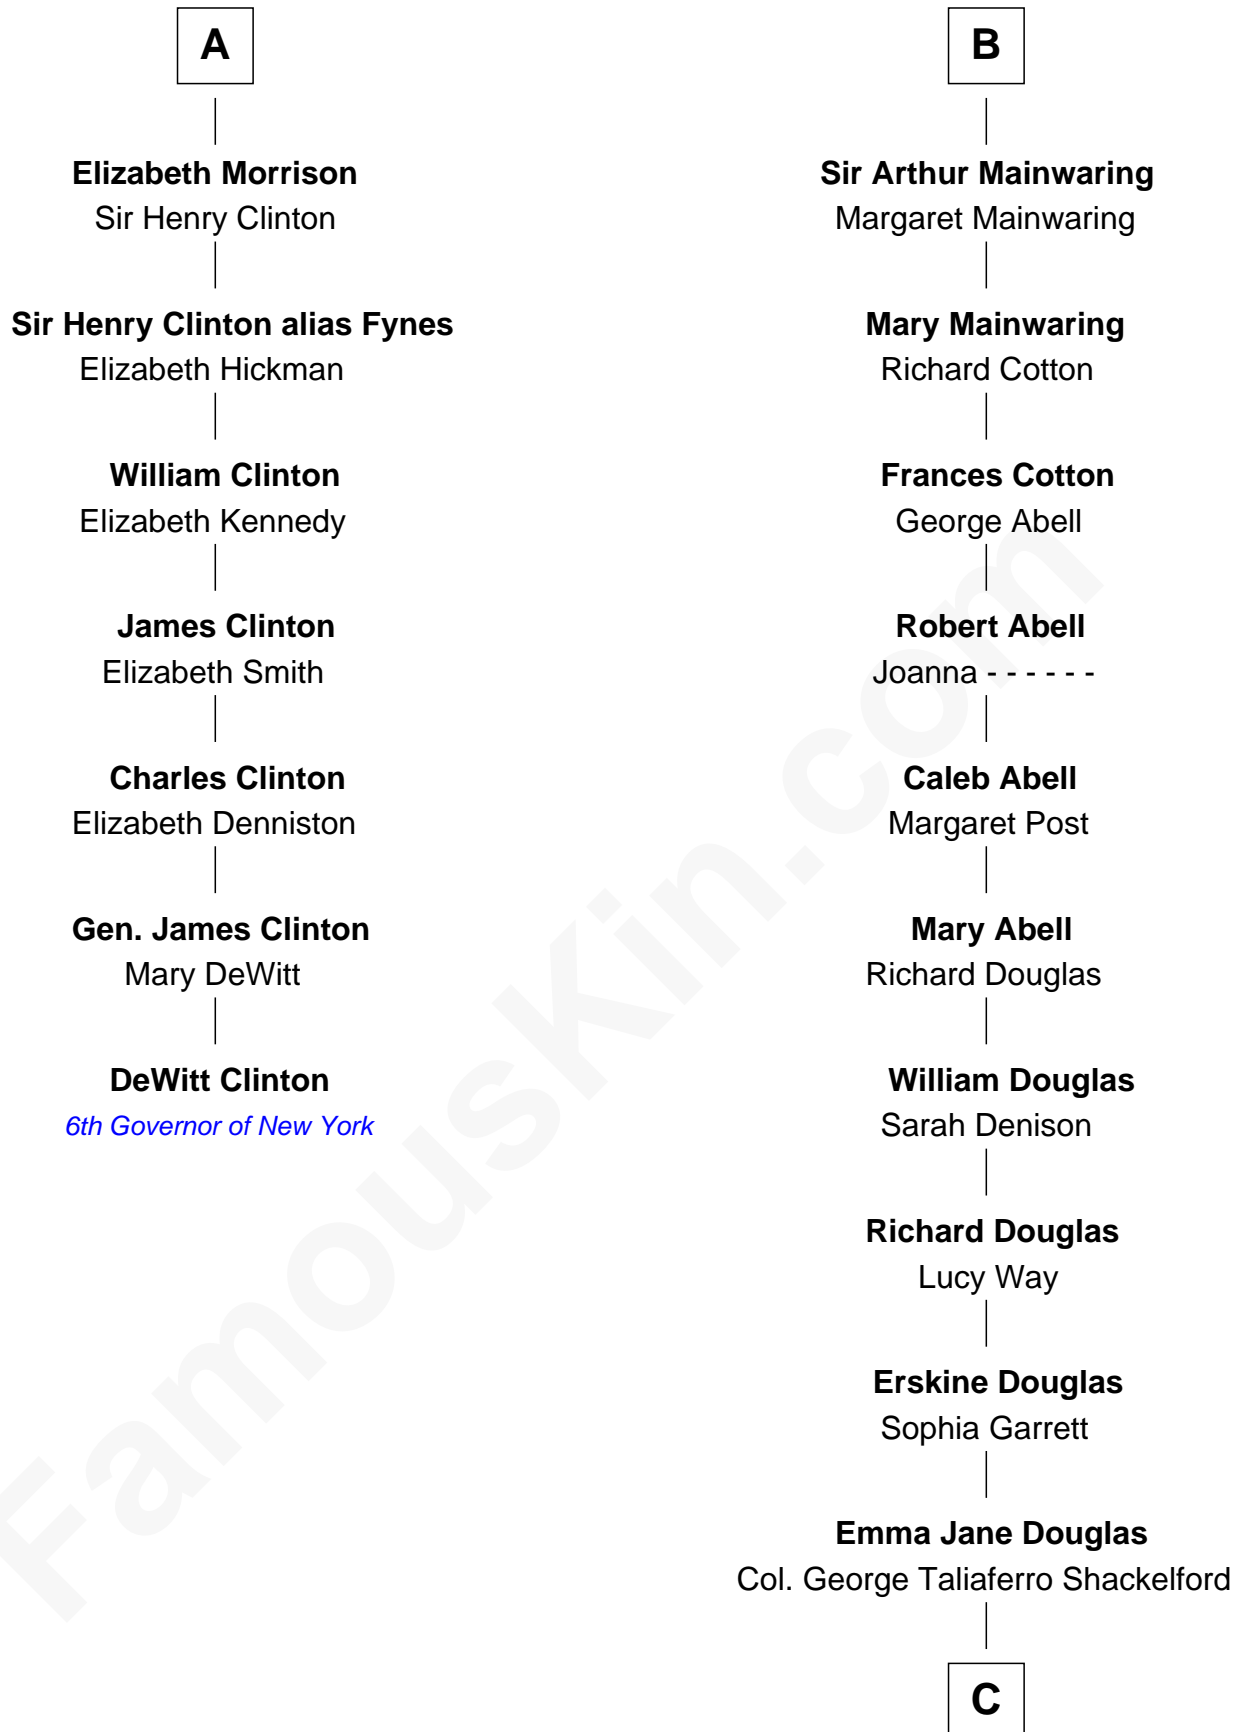 A
Elizabeth Morrison
Sir Henry Clinton
Sir Henry Clinton alias Fynes
Elizabeth Hickman
William Clinton
Elizabeth Kennedy
James Clinton
Elizabeth Smith
Charles Clinton
Elizabeth Denniston
Gen. James Clinton
Mary DeWitt
DeWitt Clinton
6th Governor of New York
B
Sir Arthur Mainwaring
Margaret Mainwaring
Mary Mainwaring
Richard Cotton
Frances Cotton
George Abell
Robert Abell
Joanna - - - - - -
Caleb Abell
Margaret Post
Mary Abell
Richard Douglas
William Douglas
Sarah Denison
Richard Douglas
Lucy Way
Erskine Douglas
Sophia Garrett
Emma Jane Douglas
Col. George Taliaferro Shackelford
C
FamousKin.com